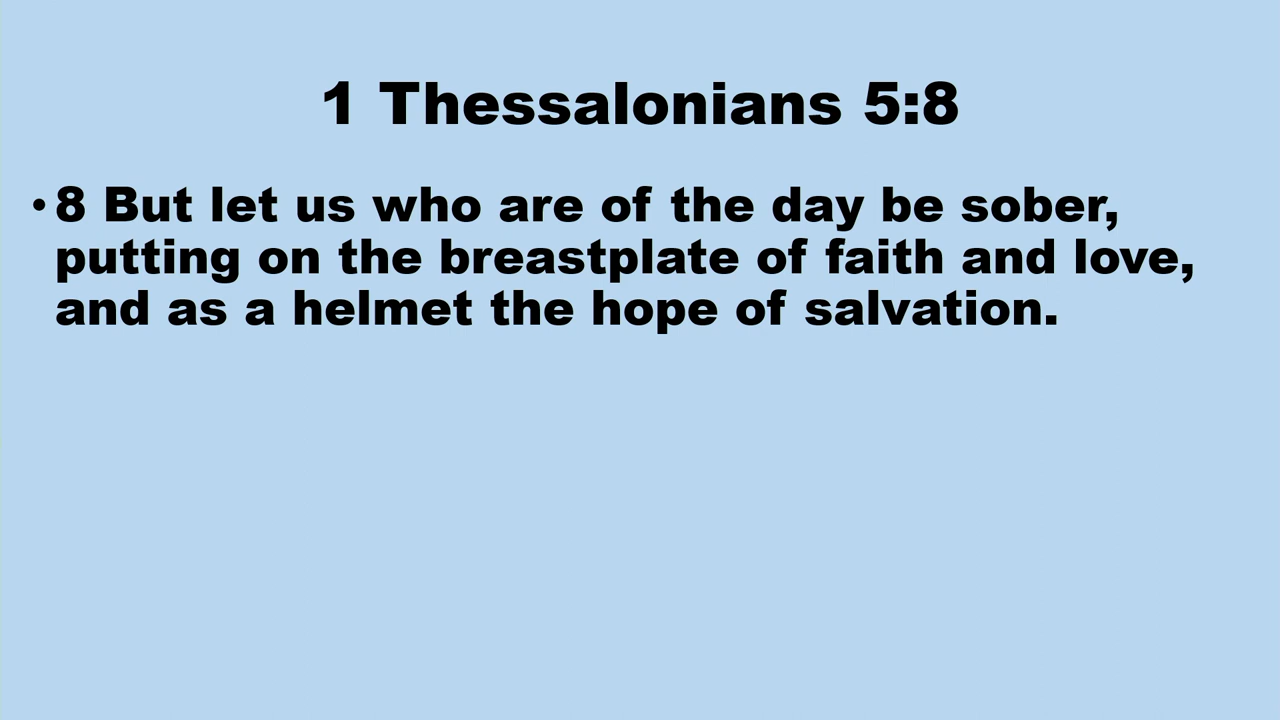 1 Thessalonians 5:8
• 8 But let us who are of the day be sober,
putting on the breastplate of faith and love,
and as a helmet the hope of salvation.